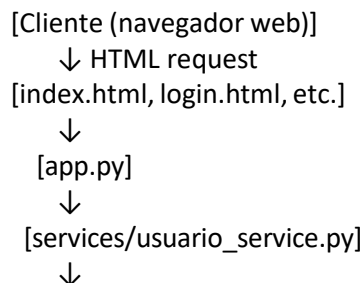 [Cliente (navegador web)]
↓ HTML request
[index.html, login.html, etc.]
↓
[app.py]
↓
[services/usuario_service.py]
↓